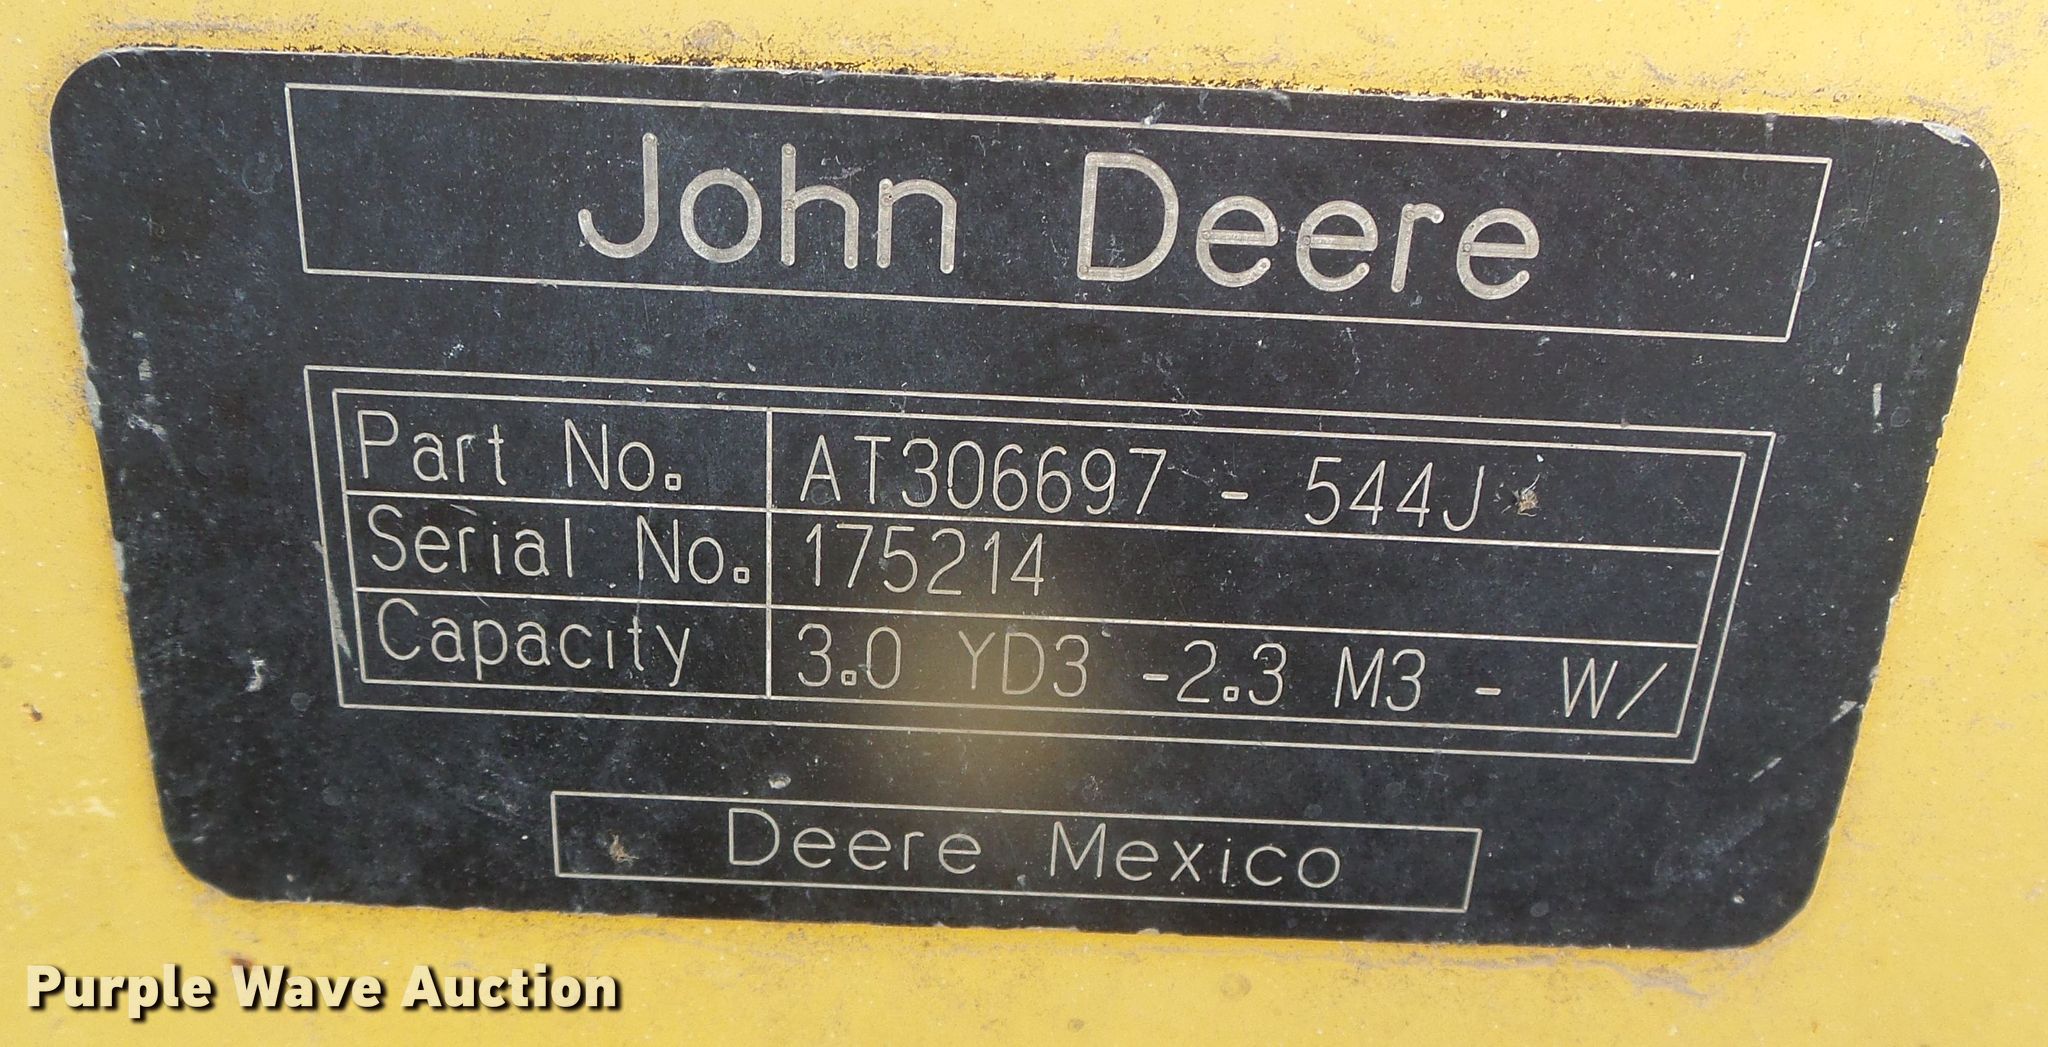 John Deere
Part No. AT306697 - 544J
Serial No. 175214
Capacity 3.0 YD3 -2.3 M3 - W/
Deere Mexico
Purple Wave Auction